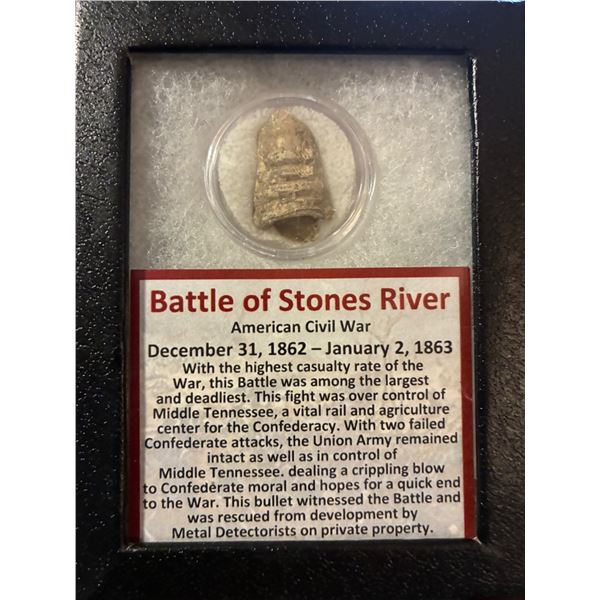 Battle of Stones River
American Civil War
December 31, 1862 – January 2, 1863
With the highest casualty rate of the
War, this Battle was among the largest
and deadliest. This fight was over control of
Middle Tennessee, a vital rail and agriculture
center for the Confederacy. With two failed
Confederate attacks, the Union Army remained
intact as well as in control of
Middle Tennessee. dealing a crippling blow
to Confederate moral and hopes for a quick end
to the War. This bullet witnessed the Battle and
was rescued from development by
Metal Detectorists on private property.